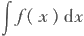 ∫f( x ) dx